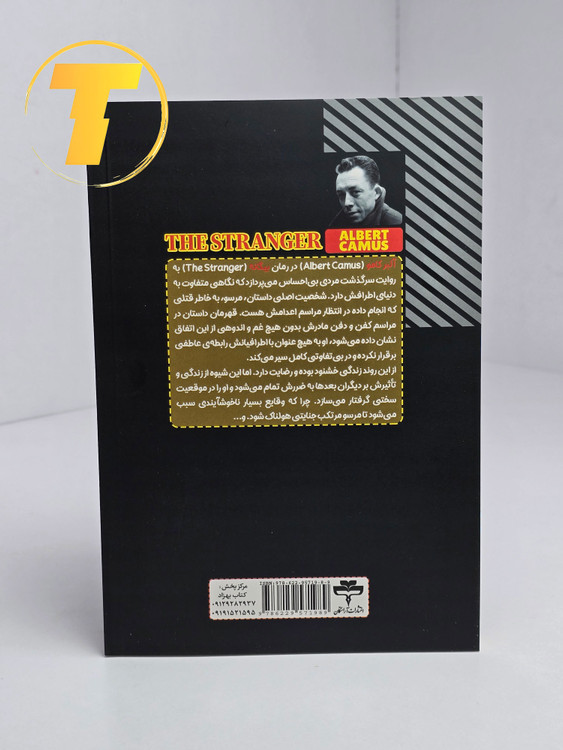 T
THE STRANGER
ALBERT
CAMUS
آلبر کامو (Albert Camus) در رمان بیگانه (The Stranger) به
روایت سرگذشت مردی بی‌احساس می‌پردازد که نگاهی متفاوت به
دنیای اطرافش دارد. شخصیت اصلی داستان، مرسو، به خاطر قتلی
که انجام داده در انتظار مراسم اعدامش هست. قهرمان داستان در
مراسم کفن و دفن مادرش بدون هیچ غم و اندوهی از این اتفاق
نشان داده می‌شود، او به هیچ عنوان با اطرافیانش رابطه‌ی عاطفی
برقرار نکرده و در بی‌تفاوتی کامل سیر می‌کند.
از این روند زندگی خشنود بوده و رضایت دارد. اما این شیوه از زندگی و
تأثیرش بر دیگران بعدها به ضررش تمام می‌شود و او را در موقعیت
سختی گرفتار می‌سازد. چرا که وقایع بسیار ناخوشآیندی سبب
می‌شود تا مرسو مرتکب جنایتی هولناک شود. و...
مرکز پخش:
کتاب بهزاد
۰۹۱۲۹۲۸۲۹۳۷
۰۹۱۹۱۵۲۱۵۹۵